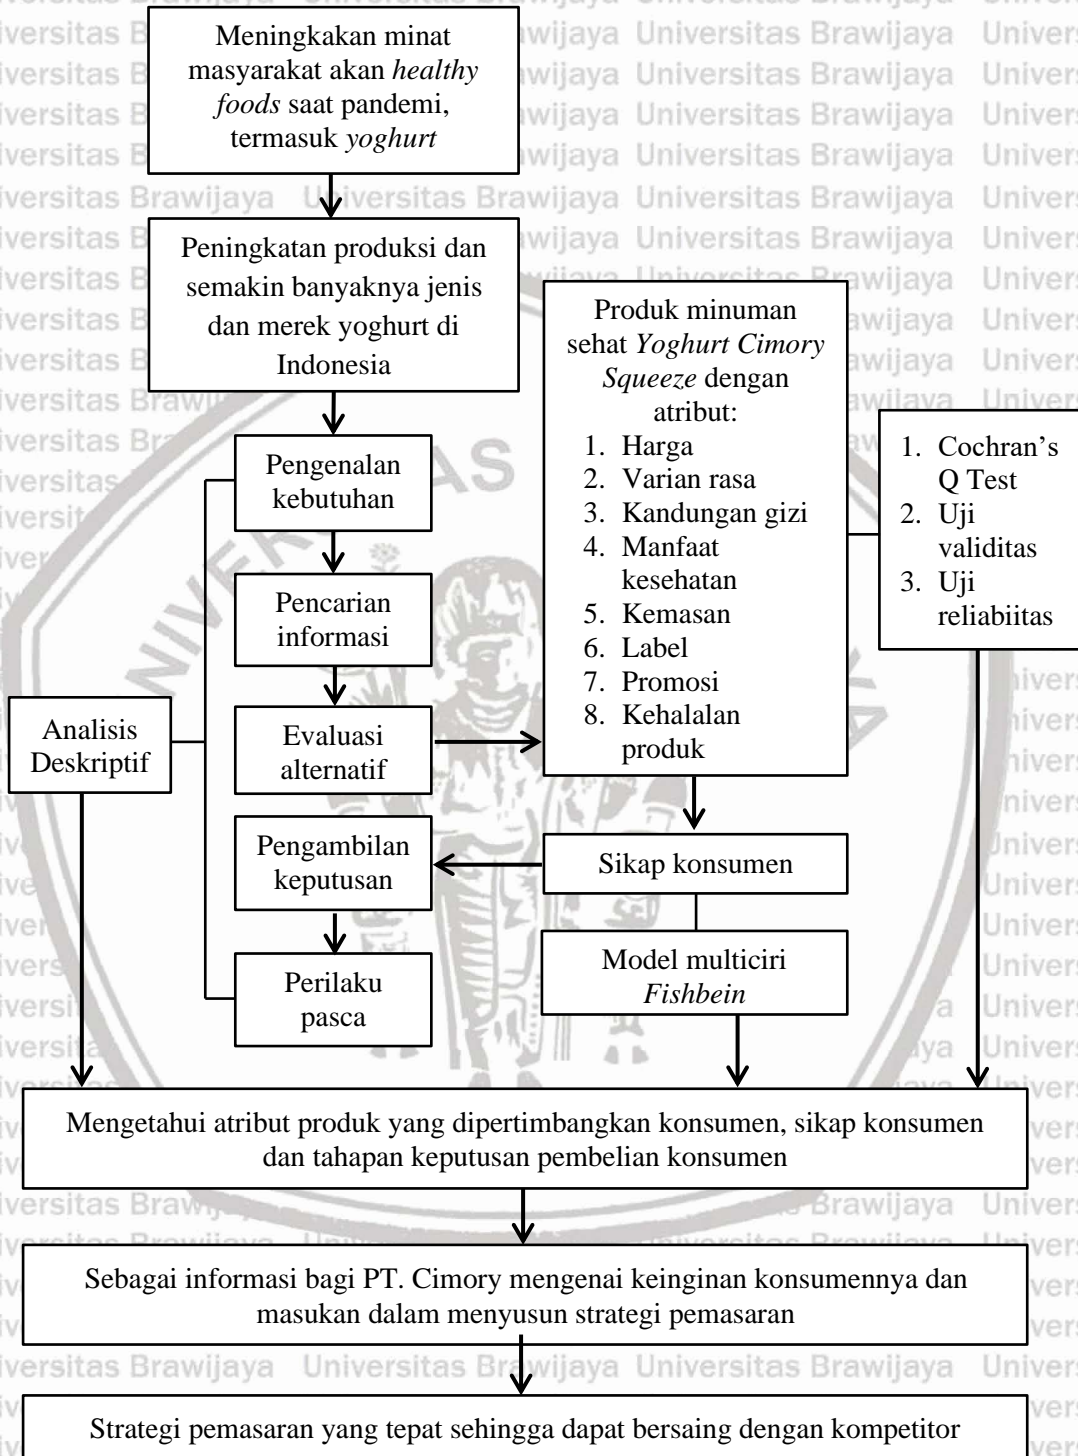 Meningkakan minat
masyarakat akan healthy
foods saat pandemi,
termasuk yoghurt
Peningkatan produksi dan
semakin banyaknya jenis
dan merek yoghurt di
Indonesia
Pengenalan
kebutuhan
Pencarian
informasi
Evaluasi
alternatif
Produk minuman
sehat Yoghurt Cimory
Squeeze dengan
atribut:
1. Harga
2. Varian rasa
3. Kandungan gizi
4. Manfaat
kesehatan
5. Kemasan
6. Label
7. Promosi
8. Kehalalan
produk
1. Cochran's
Q Test
2. Uji
validitas
3. Uji
reliabiitas
Analisis
Deskriptif
Sikap konsumen
Pengambilan
keputusan
Model multiciri
Fishbein
Perilaku
pasca
Mengetahui atribut produk yang dipertimbangkan konsumen, sikap konsumen
dan tahapan keputusan pembelian konsumen
Sebagai informasi bagi PT. Cimory mengenai keinginan konsumennya dan
masukan dalam menyusun strategi pemasaran
Strategi pemasaran yang tepat sehingga dapat bersaing dengan kompetitor
Universitas Brawijaya